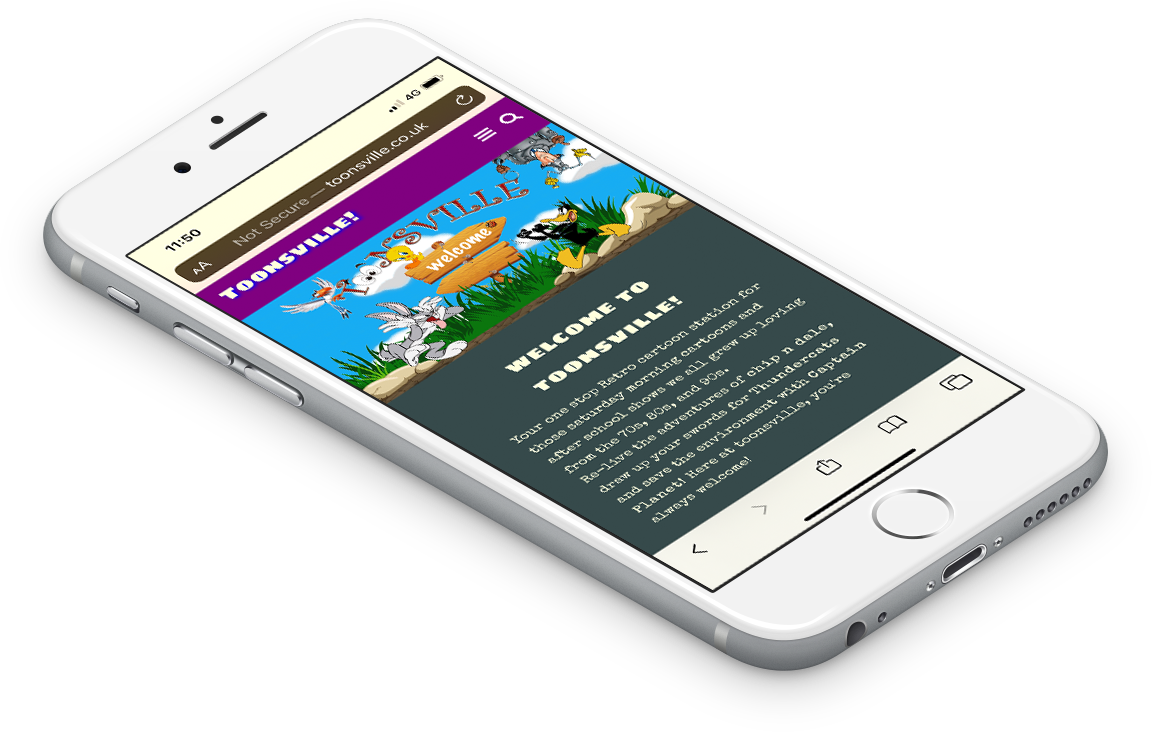 11:50
4G
AA
Not Secure — toonsville.co.uk
TOONSVILLE!
NSVILLE
welcome
WELCOME TO
TOONSVILLE!
Your one stop Retro cartoon station for
those saturday morning cartoons and
after school shows we all grew up loving
from the 70s, 80s, and 90s.
Re-live the adventures of chip n dale,
draw up your swords for Thundercats
and save the environment with Captain
Planet! Here at toonsville, you're
always welcome!